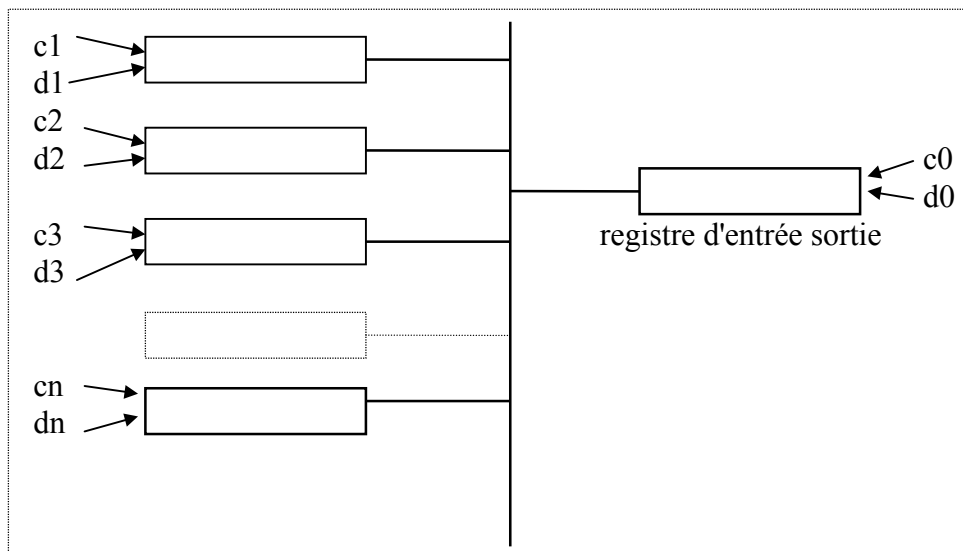 c1
d1
c2
d2
c3
d3
cn
dn
c0
d0
registre d'entrée sortie